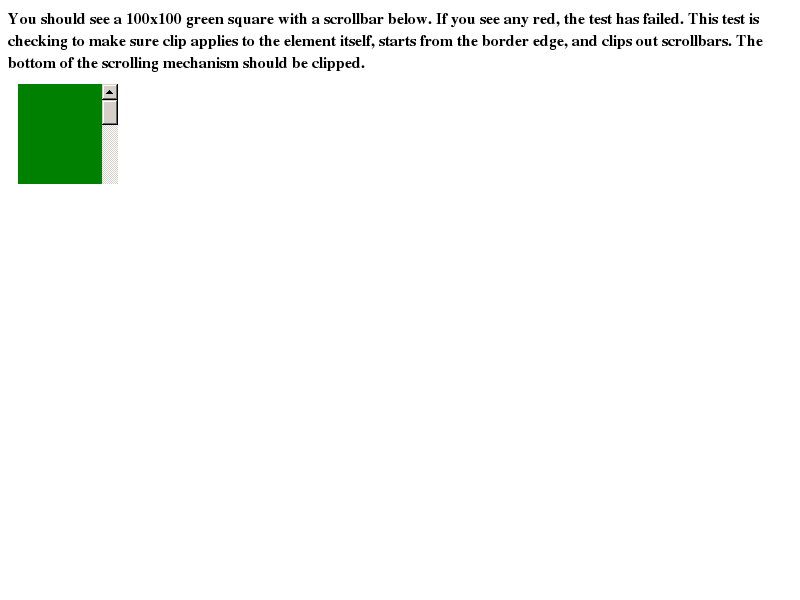 You should see a 100x100 green square with a scrollbar below. If you see any red, the test has failed. This test is
checking to make sure clip applies to the element itself, starts from the border edge, and clips out scrollbars. The
bottom of the scrolling mechanism should be clipped.